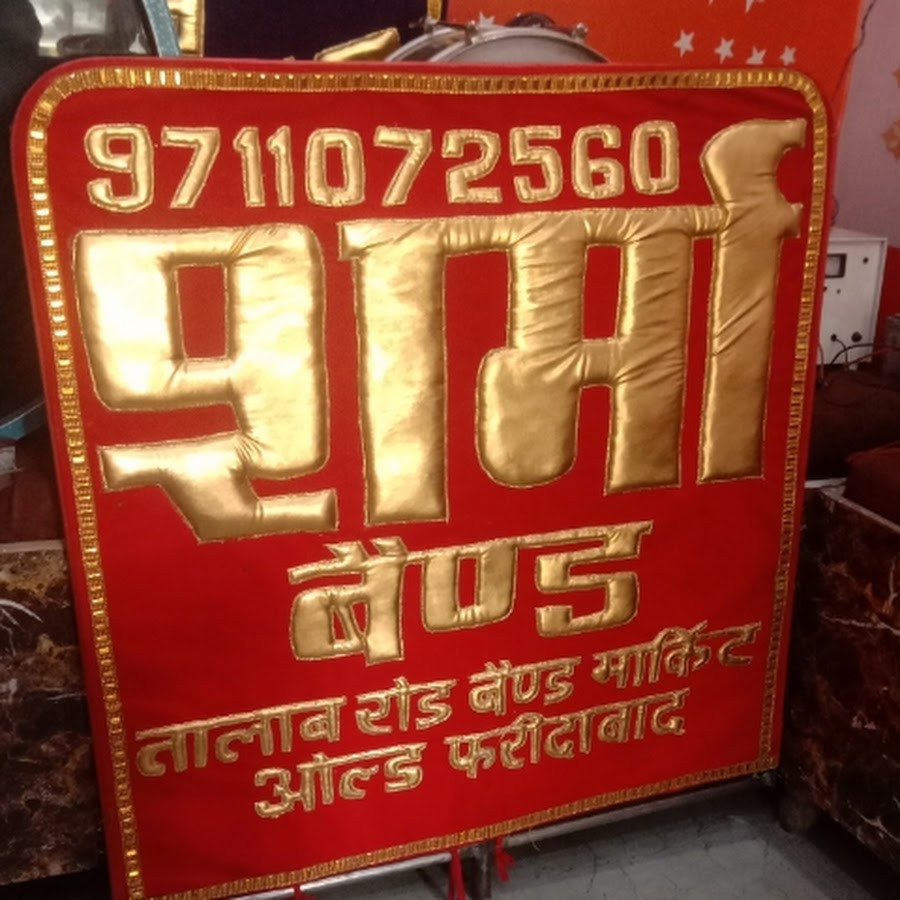 9711072560
शर्मा
बैण्ड
तालाब रोड बैण्ड मार्किट
ओल्ड फरीदाबाद